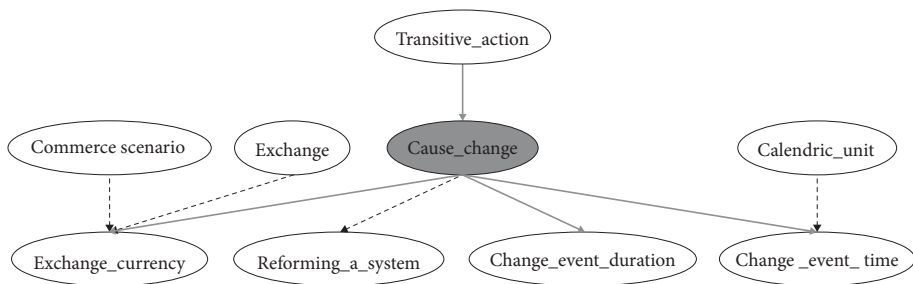 Transitive_action
Commerce scenario
Exchange
Cause_change
Calendric_unit
Exchange_currency
Reforming_a_system
Change_event_duration
Change _event_ time